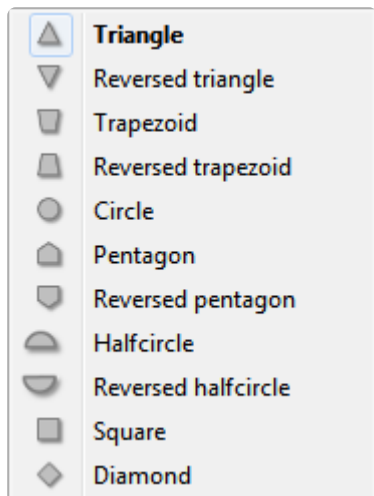 Triangle
Reversed triangle
Trapezoid
Reversed trapezoid
Circle
Pentagon
Reversed pentagon
Halfcircle
Reversed halfcircle
Square
Diamond